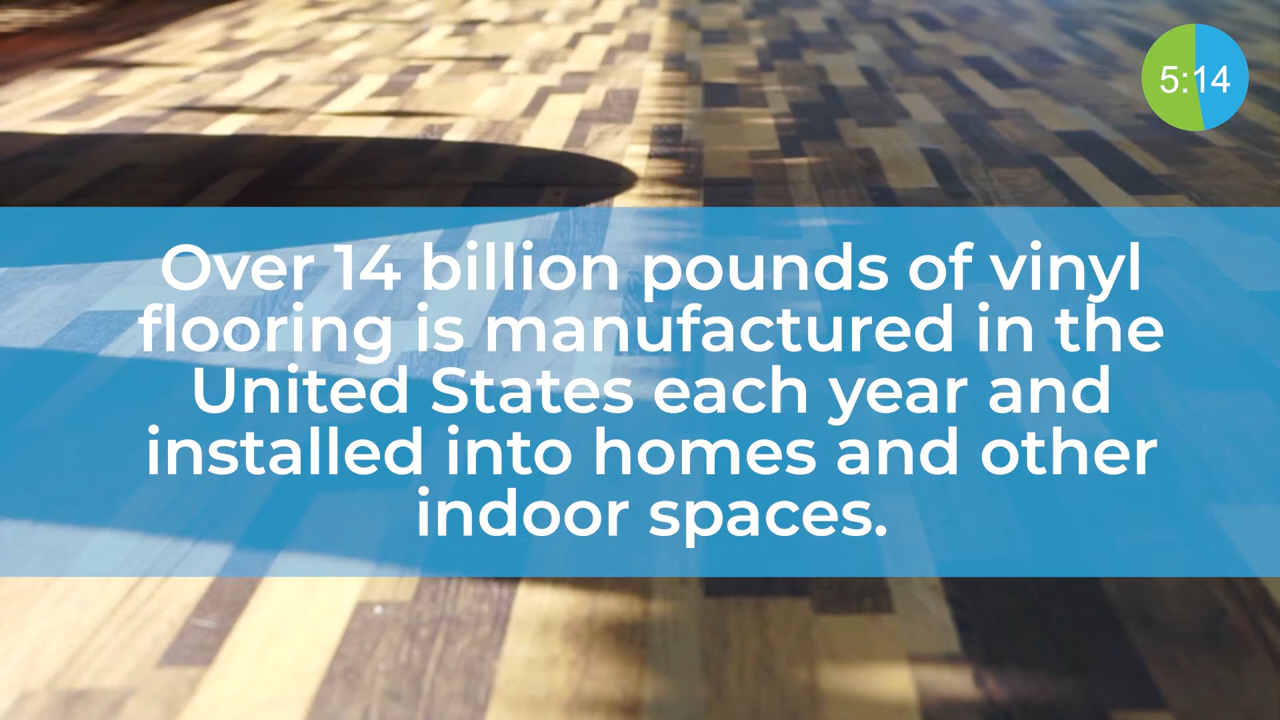 5:14
Over 14 billion pounds of vinyl
flooring is manufactured in the
United States each year and
installed into homes and other
indoor spaces.